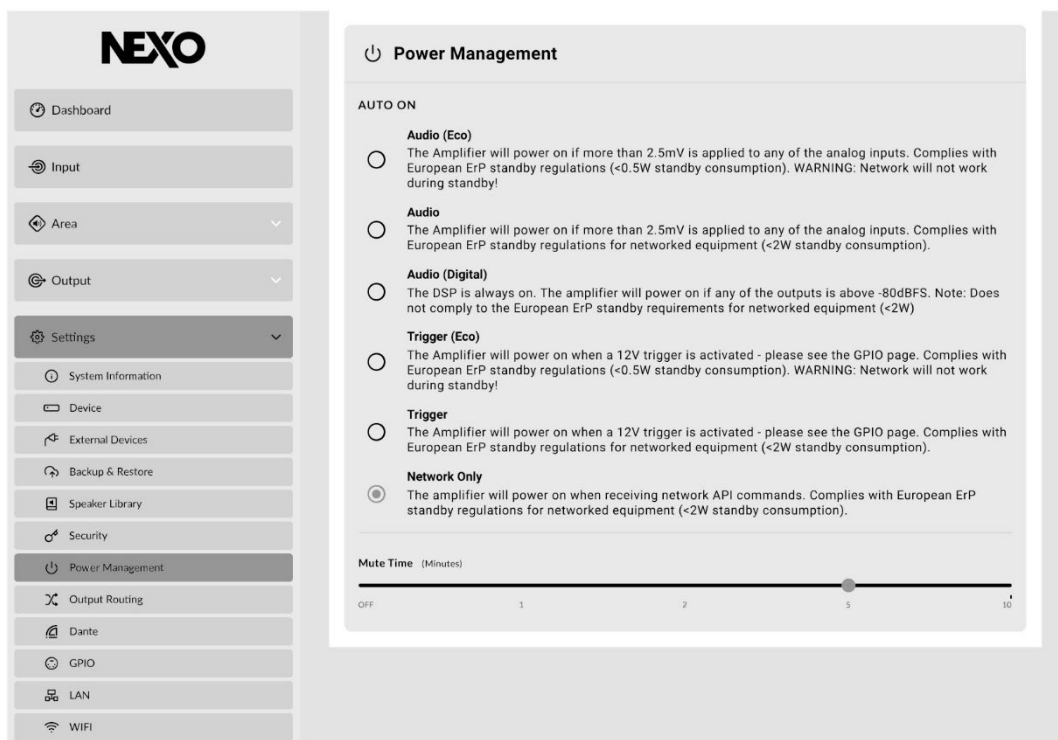 NEXO
Dashboard
Input
Area
Output
Settings
System Information
Device
External Devices
Backup & Restore
Speaker Library
Security
Power Management
Output Routing
Dante
GPIO
LAN
WIFI
Power Management
AUTO ON
Audio (Eco)
The Amplifier will power on if more than 2.5mV is applied to any of the analog inputs. Complies with
European ErP standby regulations (<0.5W standby consumption). WARNING: Network will not work
during standby!
Audio
The Amplifier will power on if more than 2.5mV is applied to any of the analog inputs. Complies with
European ErP standby regulations for networked equipment (<2W standby consumption).
Audio (Digital)
The DSP is always on. The amplifier will power on if any of the outputs is above -80dBFS. Note: Does
not comply to the European ErP standby requirements for networked equipment (<2W)
Trigger (Eco)
The Amplifier will power on when a 12V trigger is activated - please see the GPIO page. Complies with
European ErP standby regulations (<0.5W standby consumption). WARNING: Network will not work
during standby!
Trigger
The Amplifier will power on when a 12V trigger is activated - please see the GPIO page. Complies with
European ErP standby regulations for networked equipment (<2W standby consumption).
Network Only
The amplifier will power on when receiving network API commands. Complies with European ErP
standby regulations for networked equipment (<2W standby consumption).
Mute Time (Minutes)
OFF 1 2 5 10